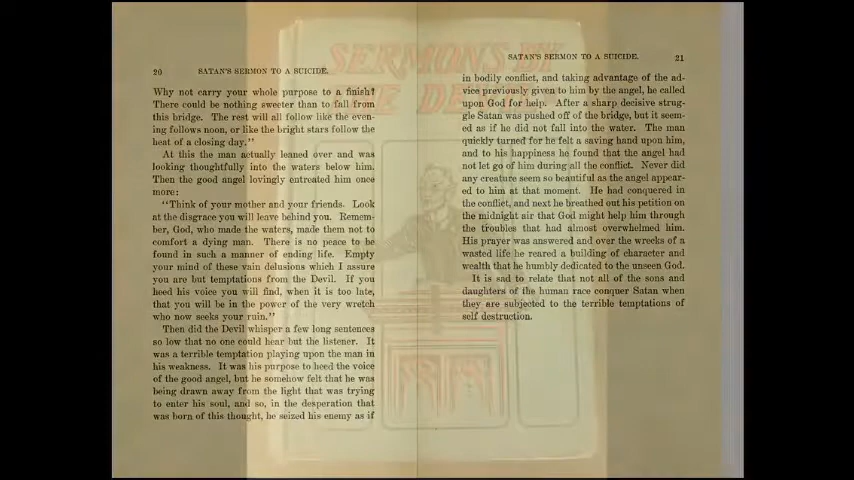 SERMONS BY
THE DEVIL
20 SATAN'S SERMON TO A SUICIDE.
Why not carry your whole purpose to a finish?
There could be nothing sweeter than to fall from
this bridge. The rest will all follow like the even-
ing follows noon, or like the bright stars follow the
heat of a closing day."
At this the man actually leaned over and was
looking thoughtfully into the waters below him.
Then the good angel lovingly entreated him once
more:
"Think of your mother and your friends. Look
at the disgrace you will leave behind you. Remem-
ber, God, who made the waters, made them not to
comfort a dying man. There is no peace to be
found in such a manner of ending life. Empty
your mind of these vain delusions which I assure
you are but temptations from the Devil. If you
heed his voice you will find, when it is too late,
that you will be in the power of the very wretch
who now seeks your ruin."
Then did the Devil whisper a few long sentences
so low that no one could hear but the listener. It
was a terrible temptation playing upon the man in
his weakness. It was his purpose to heed the voice
of the good angel, but he somehow felt that he was
being drawn away from the light that was trying
to enter his soul, and so, in the desperation that
was born of this thought, he seized his enemy as if
SATAN'S SERMON TO A SUICIDE. 21
in bodily conflict, and taking advantage of the ad-
vice previously given to him by the angel, he called
upon God for help. After a sharp decisive strug-
gle Satan was pushed off of the bridge, but it seem-
ed as if he did not fall into the water. The man
quickly turned for he felt a saving hand upon him,
and to his happiness he found that the angel had
not let go of him during all the conflict. Never did
any creature seem so beautiful as the angel appear-
ed to him at that moment. He had conquered in
the conflict, and next he breathed out his petition on
the midnight air that God might help him through
the troubles that had almost overwhelmed him.
His prayer was answered and over the wrecks of a
wasted life he reared a building of character and
wealth that he humbly dedicated to the unseen God.
It is sad to relate that not all of the sons and
daughters of the human race conquer Satan when
they are subjected to the terrible temptations of
self destruction.